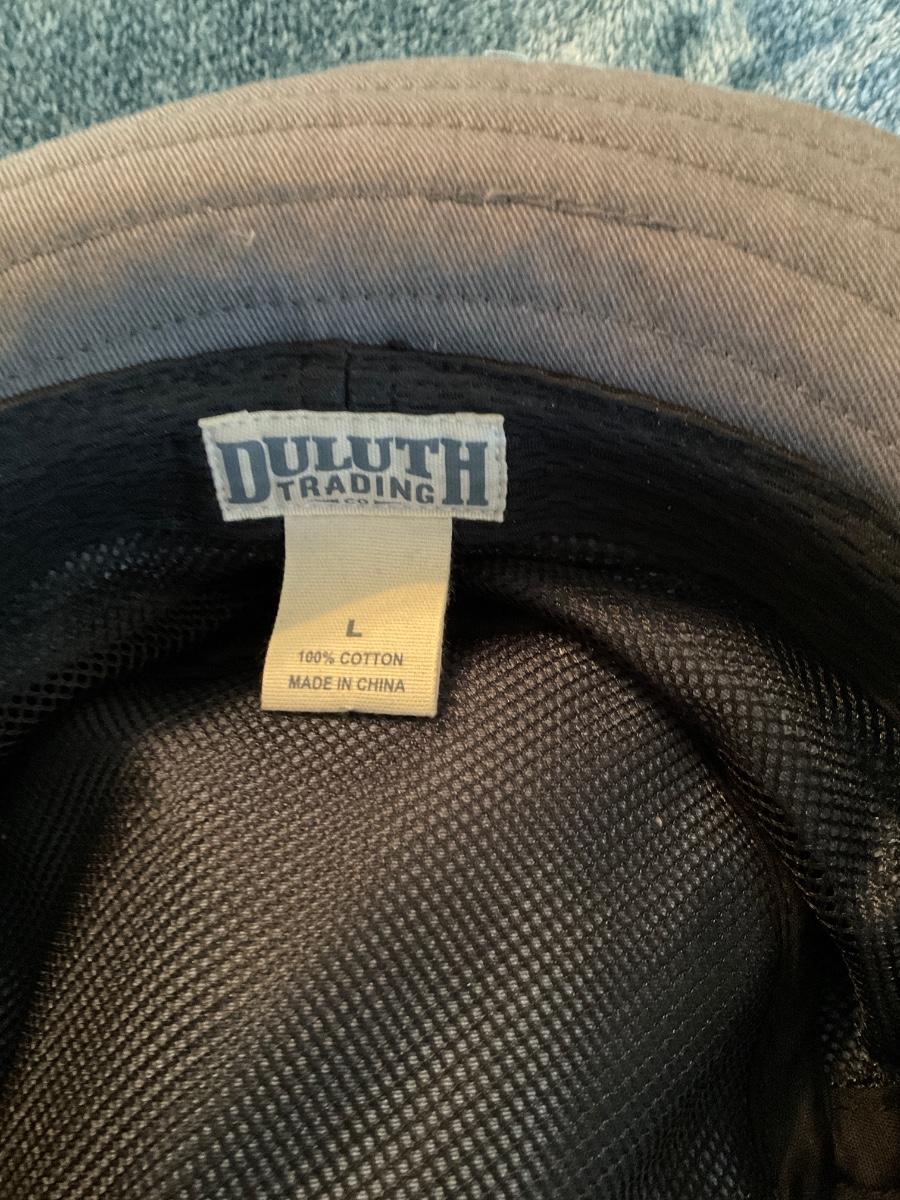 DULUTH
TRADING
CO
L
100% COTTON
MADE IN CHINA